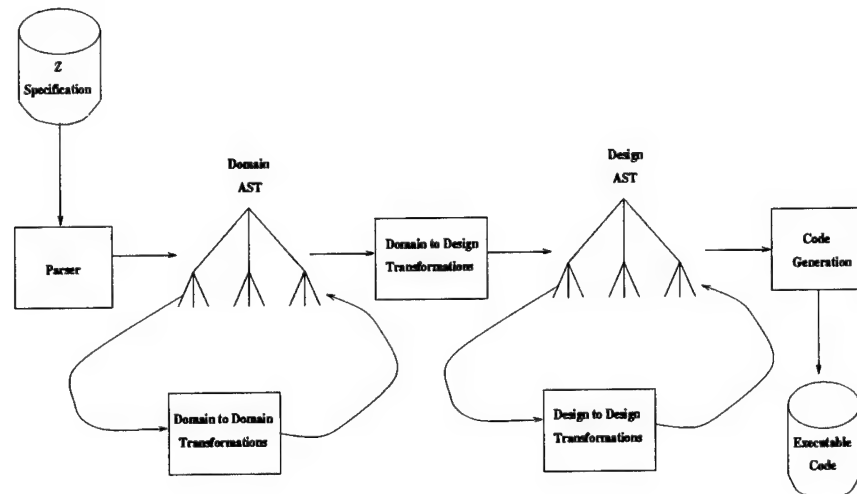 Z
Specification
Domain
AST
Design
AST
Parser
Domain to Design
Transformations
Code
Generation
Domain to Domain
Transformations
Design to Design
Transformations
Executable
Code